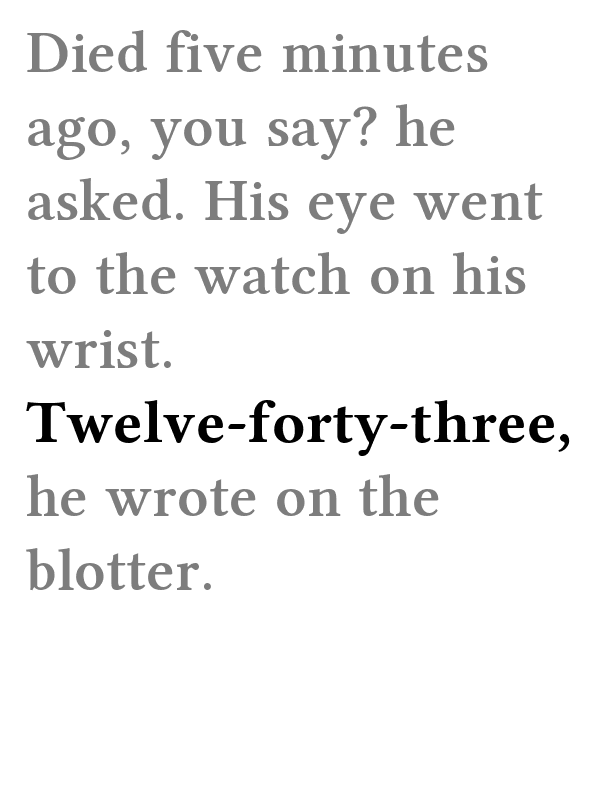 Died five minutes
ago, you say? he
asked. His eye went
to the watch on his
wrist.
Twelve-forty-three,
he wrote on the
blotter.